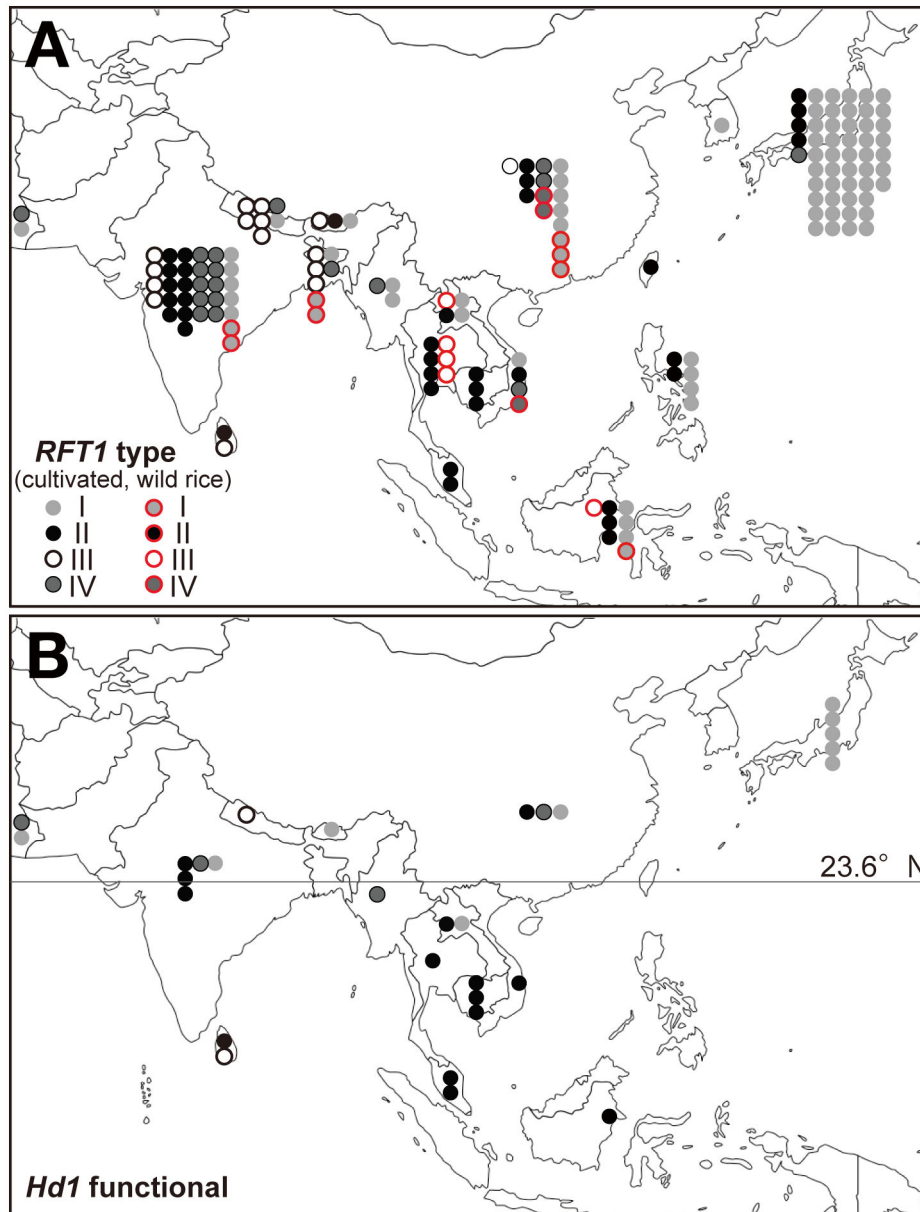 A
RFT1 type
(cultivated, wild rice)
I I
II II
III III
IV IV
B
23.6° N
Hd1 functional